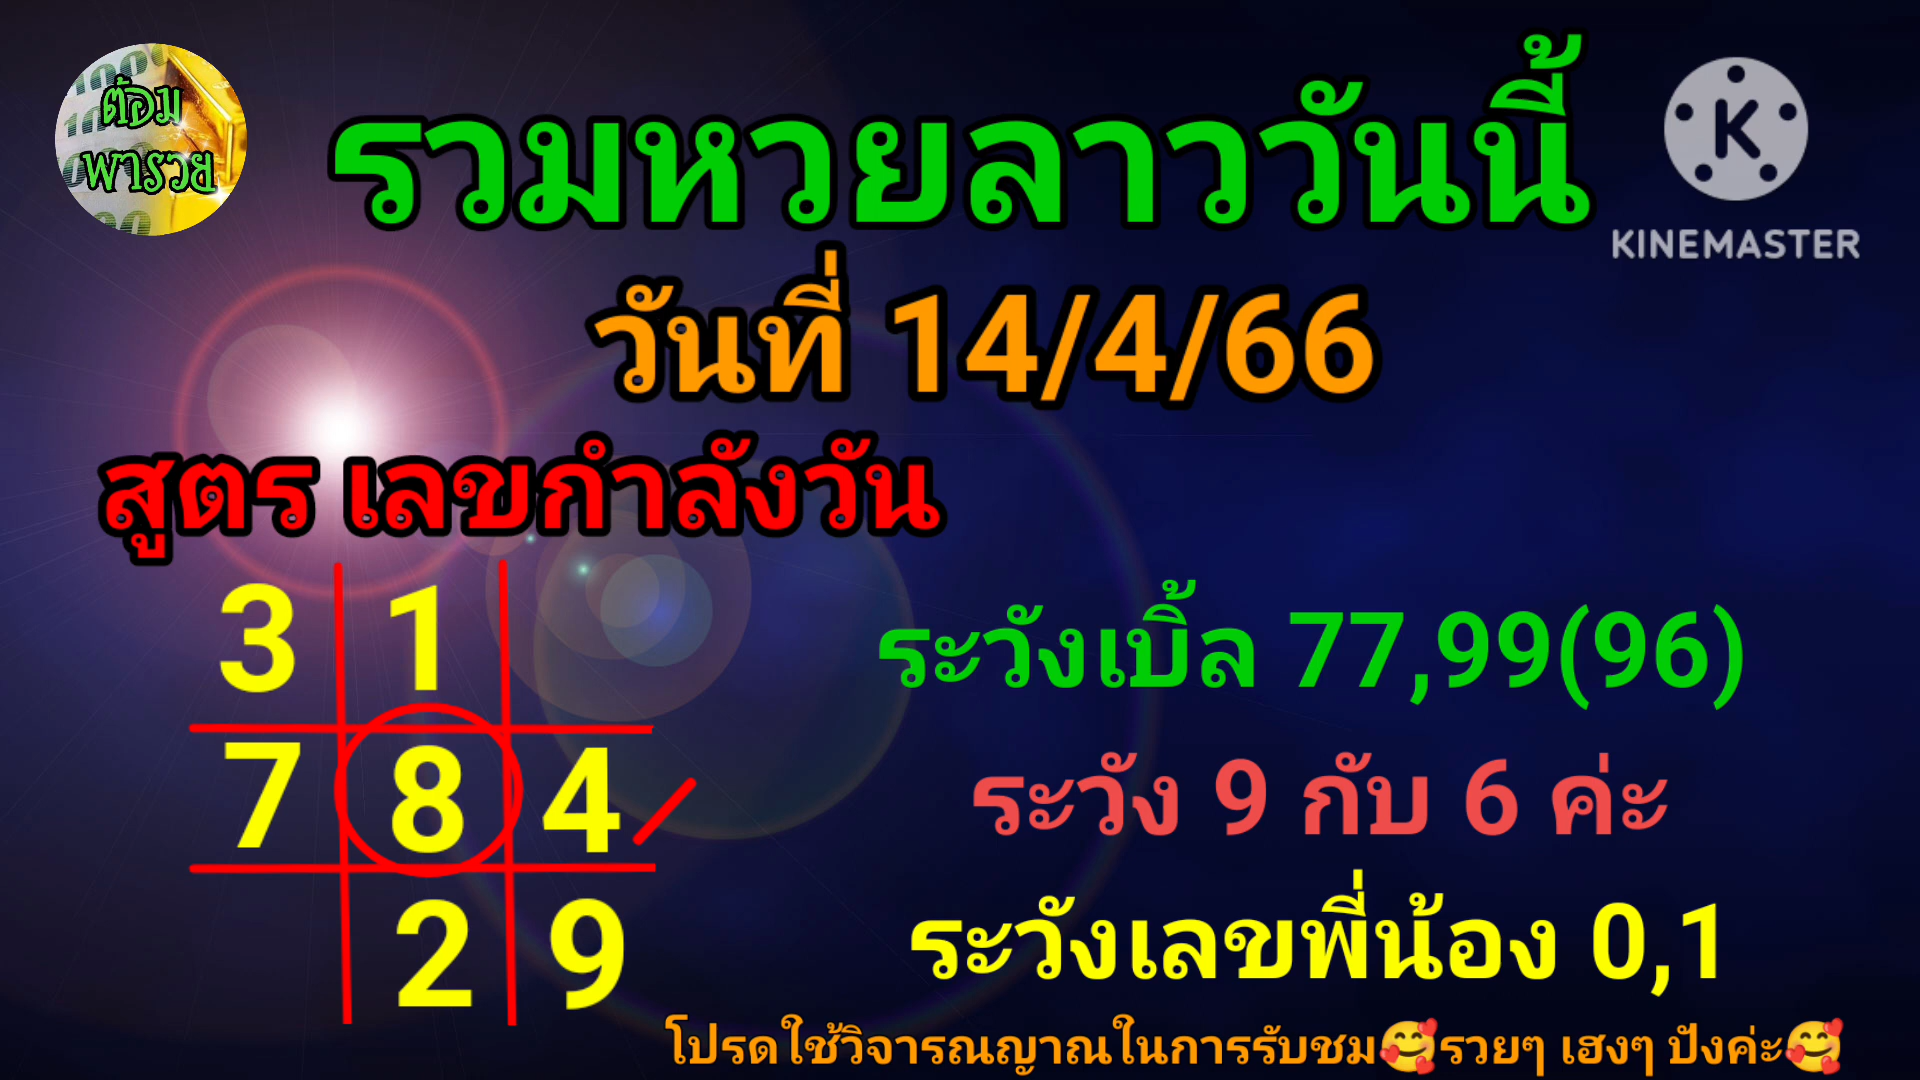 ต้อม
พารวย
รวมหวยลาววันนี้
KINEMASTER
วันที่ 14/4/66
สูตร เลขกำลังวัน
3 1
7 8 4
2 9
ระวังเบิ้ล 77,99(96)
ระวัง 9 กับ 6 ค่ะ
ระวังเลขพี่น้อง 0,1
โปรดใช้วิจารณญาณในการรับชม🥰รวยๆ เฮงๆ ปังค่ะ🥰